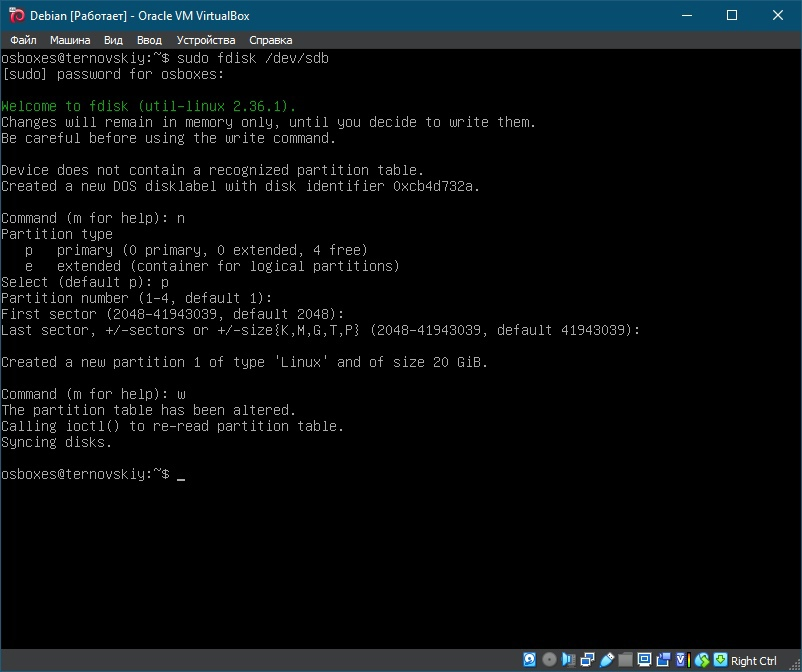 Debian [Работает] - Oracle VM VirtualBox
Файл Машина Вид Ввод Устройства Справка
osboxes@ternovskiy:~$ sudo fdisk /dev/sdb
[sudo] password for osboxes:
Welcome to fdisk (util-linux 2.36.1).
Changes will remain in memory only, until you decide to write them.
Be careful before using the write command.
Device does not contain a recognized partition table.
Created a new DOS disklabel with disk identifier 0xcb4d732a.
Command (m for help): n
Partition type
p primary (0 primary, 0 extended, 4 free)
e extended (container for logical partitions)
Select (default p): p
Partition number (1-4, default 1):
First sector (2048-41943039, default 2048):
Last sector, +/-sectors or +/-size{K,M,G,T,P} (2048-41943039, default 41943039):
Created a new partition 1 of type 'Linux' and of size 20 GiB.
Command (m for help): w
The partition table has been altered.
Calling ioctl() to re-read partition table.
Syncing disks.
osboxes@ternovskiy:~$ _
Right Ctrl